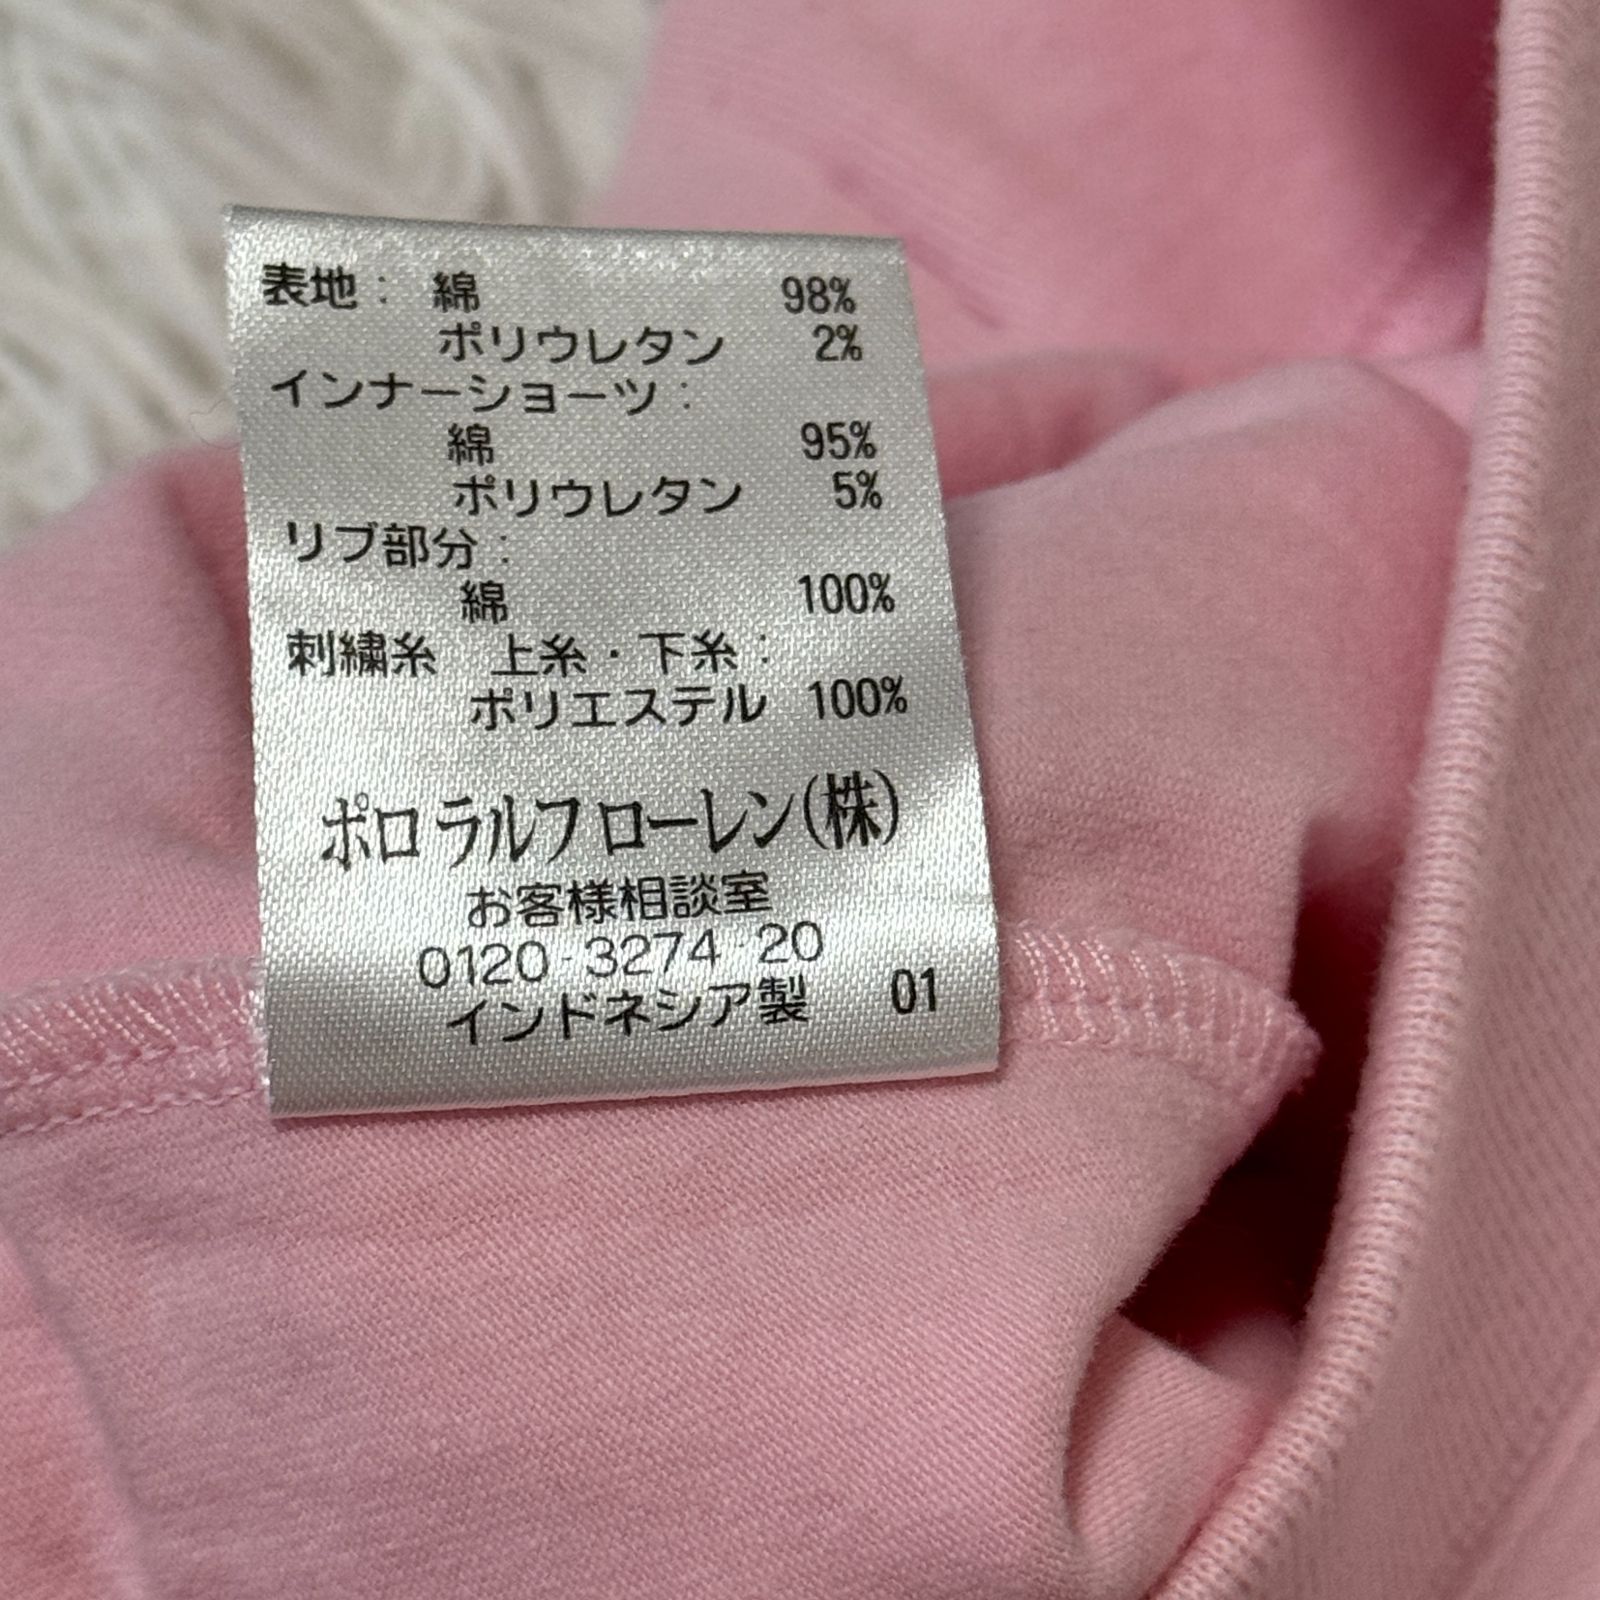 表地： 綿 98%
ポリウレタン 2%
インナーショーツ：
綿 95%
ポリウレタン 5%
リブ部分：
綿 100%
刺繍糸 上糸・下糸：
ポリエステル 100%
ポロ ラルフ ローレン(株)
お客様相談室
0120-3274-20
インドネシア製 01